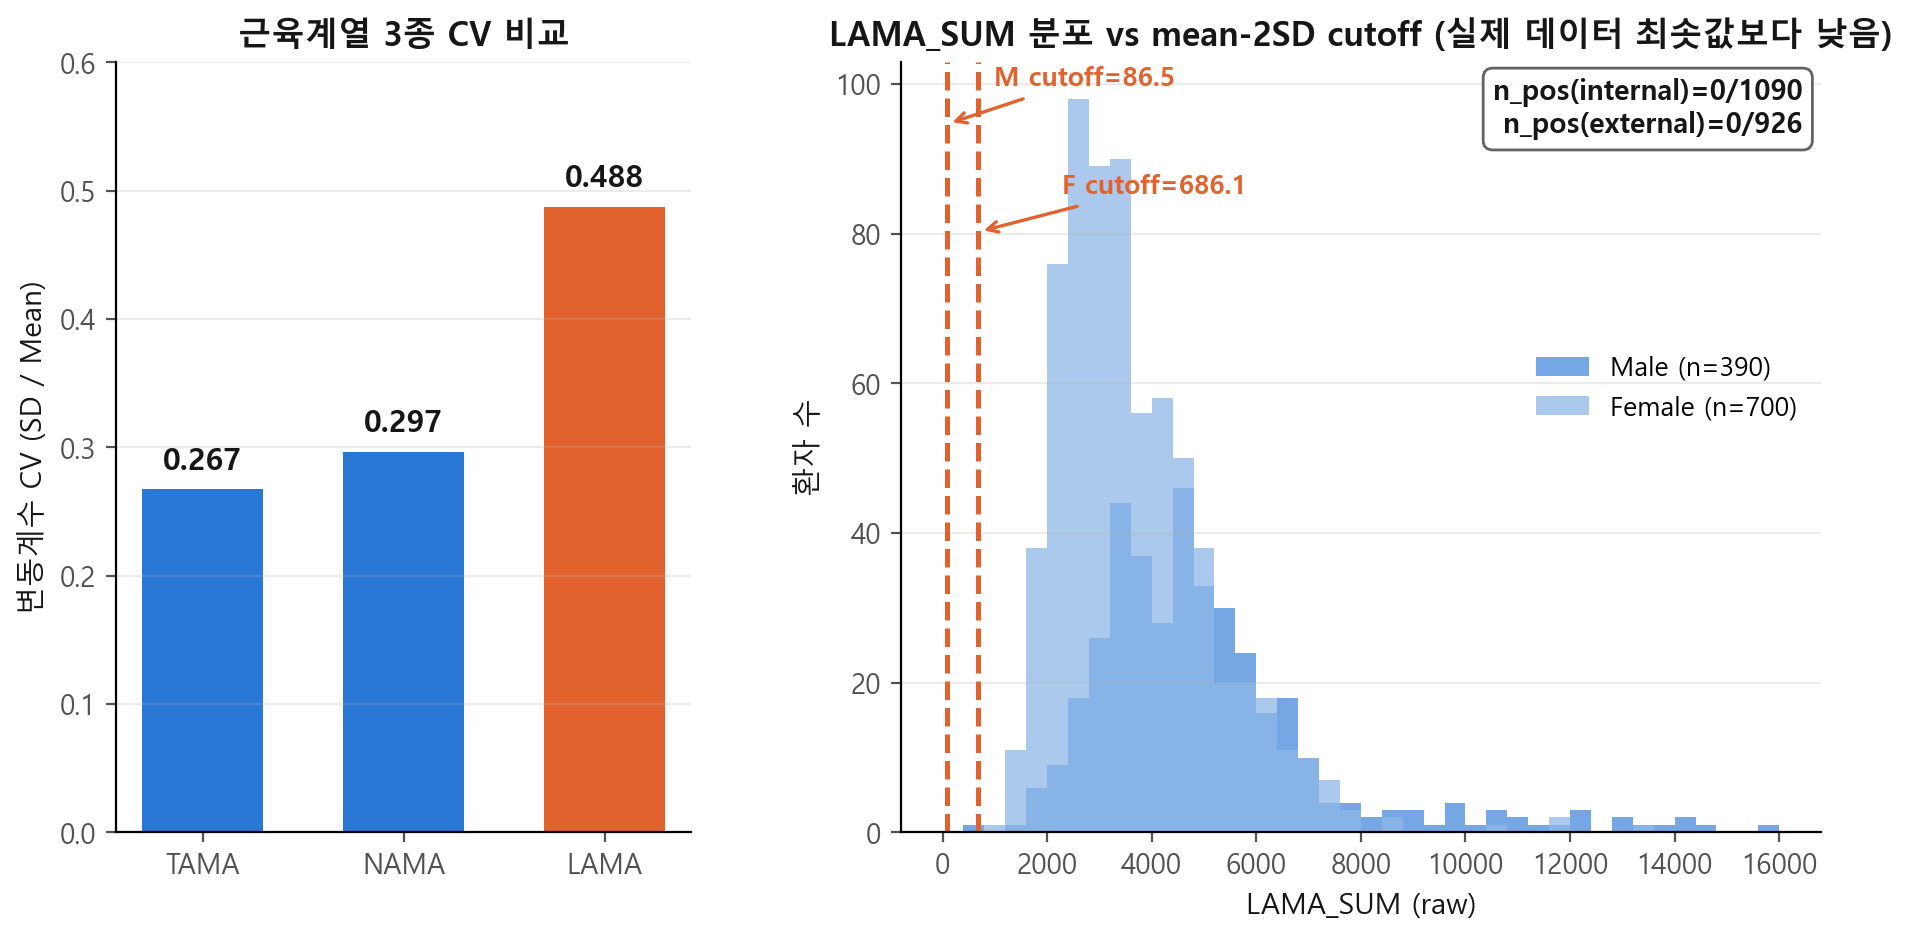 근육계열 3종 CV 비교
변동계수 CV (SD / Mean)
0.6
0.5
0.4
0.3
0.2
0.1
0.0
0.267
0.297
0.488
TAMA
NAMA
LAMA
LAMA_SUM 분포 vs mean-2SD cutoff (실제 데이터 최솟값보다 낮음)
환자 수
100
80
60
40
20
0
M cutoff=86.5
F cutoff=686.1
n_pos(internal)=0/1090
n_pos(external)=0/926
Male (n=390)
Female (n=700)
0 2000 4000 6000 8000 10000 12000 14000 16000
LAMA_SUM (raw)